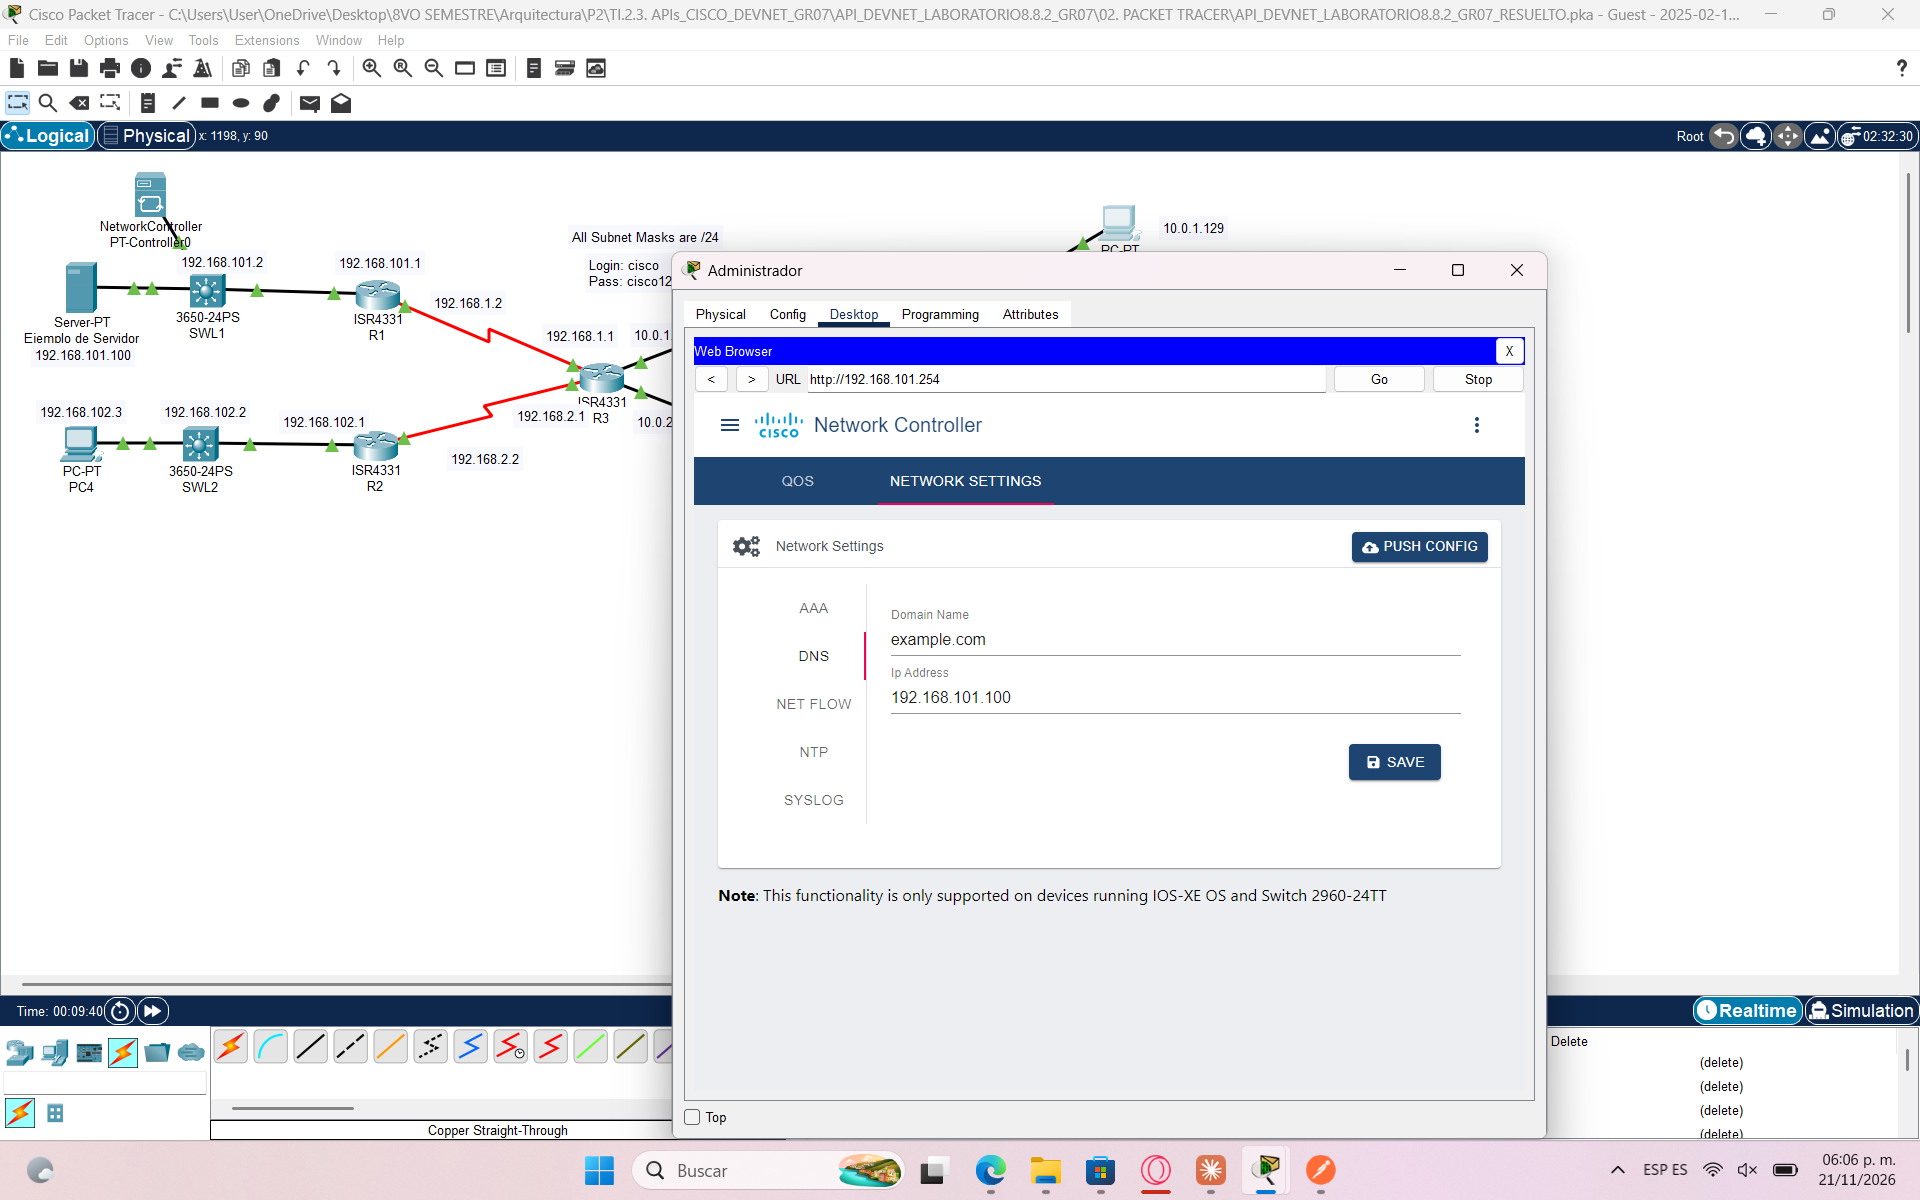 Cisco Packet Tracer - C:\Users\User\OneDrive\Desktop\8VO SEMESTRE\Arquitectura\P2\TI.2.3. APIs_CISCO_DEVNET_GR07\API_DEVNET_LABORATORIO8.8.2_GR07\02. PACKET TRACER\API_DEVNET_LABORATORIO8.8.2_GR07_RESUELTO.pka - Guest - 2025-02-1...
File Edit Options View Tools Extensions Window Help
?
Logical Physical x: 1198, y: 90 Root 02:32:30
NetworkController
PT-Controller0
192.168.101.2
192.168.101.1
All Subnet Masks are /24
10.0.1.129
PC-PT
Login: cisco
Pass: cisco12
192.168.1.2
Server-PT
Ejemplo de Servidor
192.168.101.100
3650-24PS
SWL1
ISR4331
R1
192.168.1.1
10.0.1.
ISR4331
R3
192.168.2.1
10.0.2
192.168.102.3
192.168.102.2
192.168.102.1
PC-PT
PC4
3650-24PS
SWL2
ISR4331
R2
192.168.2.2
Administrador
Physical Config Desktop Programming Attributes
Web Browser X
< > URL http://192.168.101.254 Go Stop
CISCO Network Controller
QOS NETWORK SETTINGS
Network Settings PUSH CONFIG
AAA
DNS
NET FLOW
NTP
SYSLOG
Domain Name
example.com
Ip Address
192.168.101.100
SAVE
Note: This functionality is only supported on devices running IOS-XE OS and Switch 2960-24TT
Top
Time: 00:09:40
Realtime Simulation
Copper Straight-Through
Delete
(delete)
(delete)
(delete)
(delete)
Buscar
ESP ES
06:06 p. m.
21/11/2026